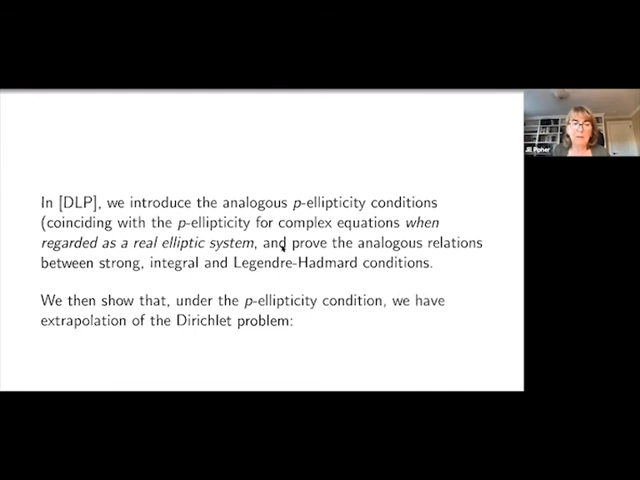 In [DLP], we introduce the analogous p-ellipticity conditions
(coinciding with the p-ellipticity for complex equations when
regarded as a real elliptic system, and prove the analogous relations
between strong, integral and Legendre-Hadmard conditions.
We then show that, under the p-ellipticity condition, we have
extrapolation of the Dirichlet problem:
Jill Pipher